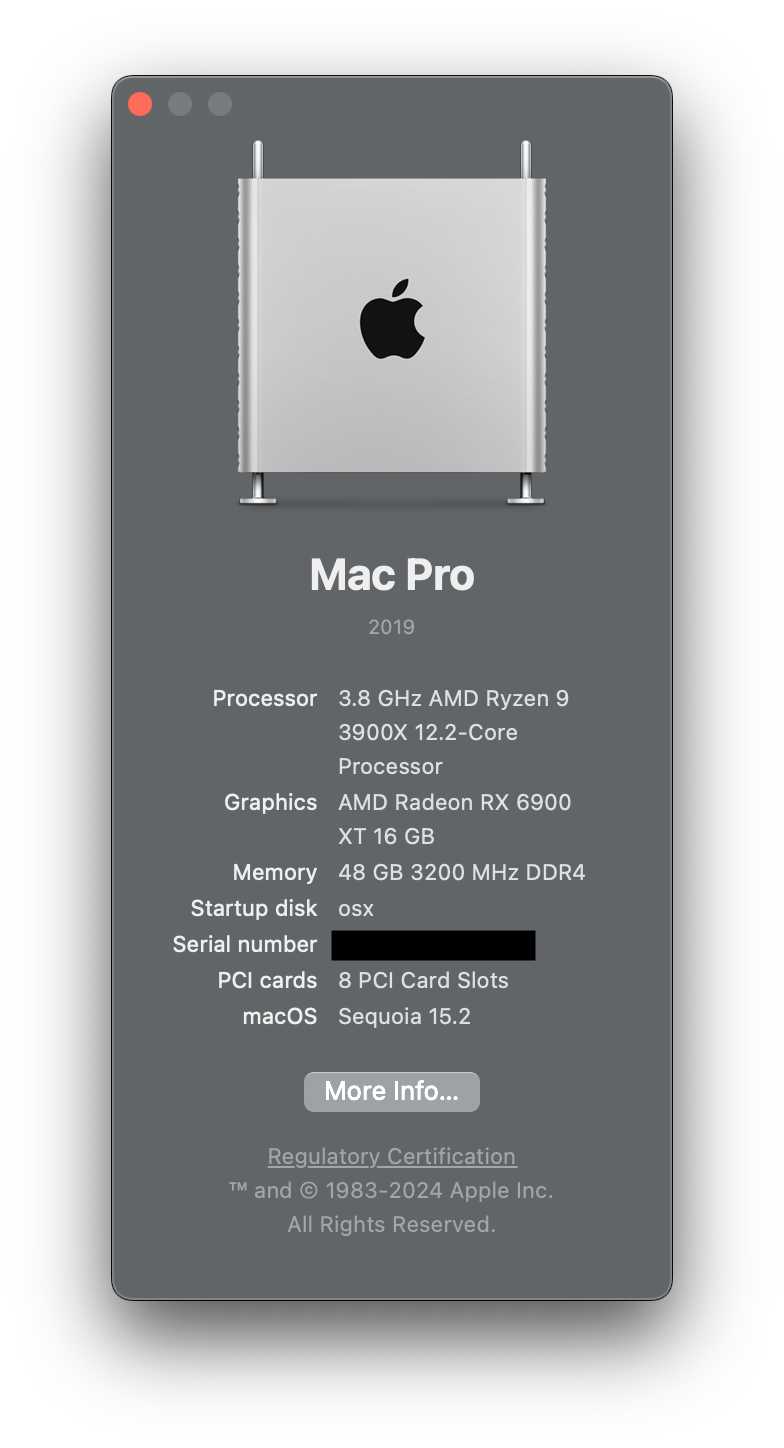 Mac Pro
2019
Processor 3.8 GHz AMD Ryzen 9
3900X 12.2-Core
Processor
Graphics AMD Radeon RX 6900
XT 16 GB
Memory 48 GB 3200 MHz DDR4
Startup disk osx
Serial number
PCI cards 8 PCI Card Slots
macOS Sequoia 15.2
More Info...
Regulatory Certification
™ and © 1983-2024 Apple Inc.
All Rights Reserved.